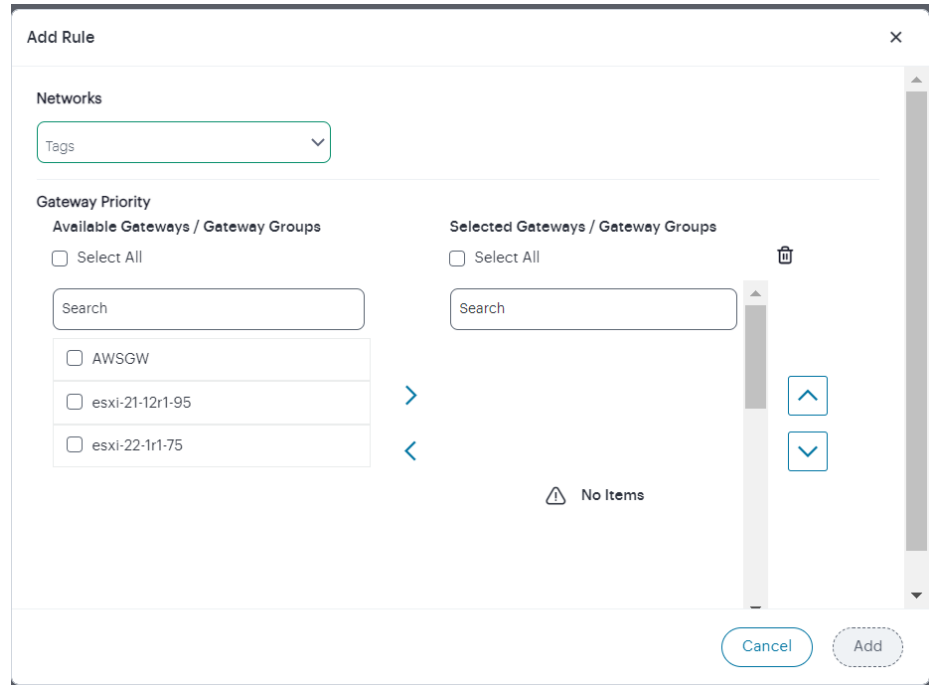 Add Rule
Networks
Tags
Gateway Priority
Available Gateways / Gateway Groups
Selected Gateways / Gateway Groups
Select All
Select All
Search
Search
AWSGW
esxi-21-12r1-95
esxi-22-1r1-75
No Items
Cancel
Add